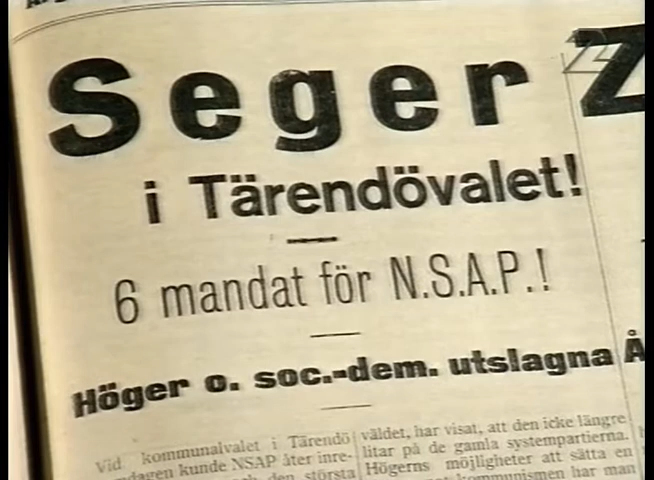 Seger
i Tärendövalet!
6 mandat för N.S.A.P.!
Höger o. soc.-dem. utslagna
Vid kommunalvalet i Tärendö
dagen kunde NSAP åter inre-
och den största
väldet, har visat, att den icke längre
litar på de gamla systempartierna.
Högerns möjligheter att sätta en
kommunismen har man
Z
Å